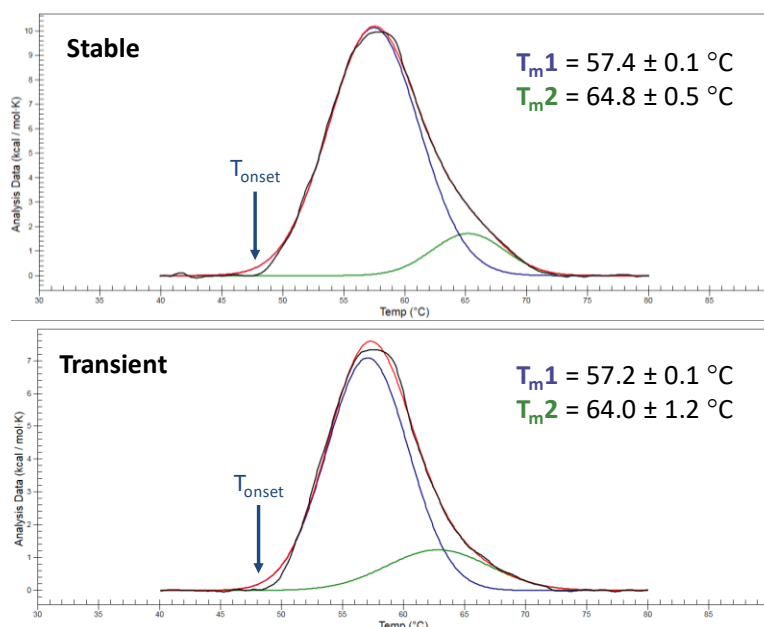 Stable
Tm1 = 57.4 ± 0.1 °C
Tm2 = 64.8 ± 0.5 °C
Tonset
Analysis Data (kcal / mol·K)
10
9
8
7
6
5
4
3
2
1
0
30 35 40 45 50 55 60 65 70 75 80 85
Temp (°C)
Transient
Tm1 = 57.2 ± 0.1 °C
Tm2 = 64.0 ± 1.2 °C
Tonset
Analysis Data (kcal / mol·K)
7
6
5
4
3
2
1
0
30 35 40 45 50 55 60 65 70 75 80 85
Temp (°C)